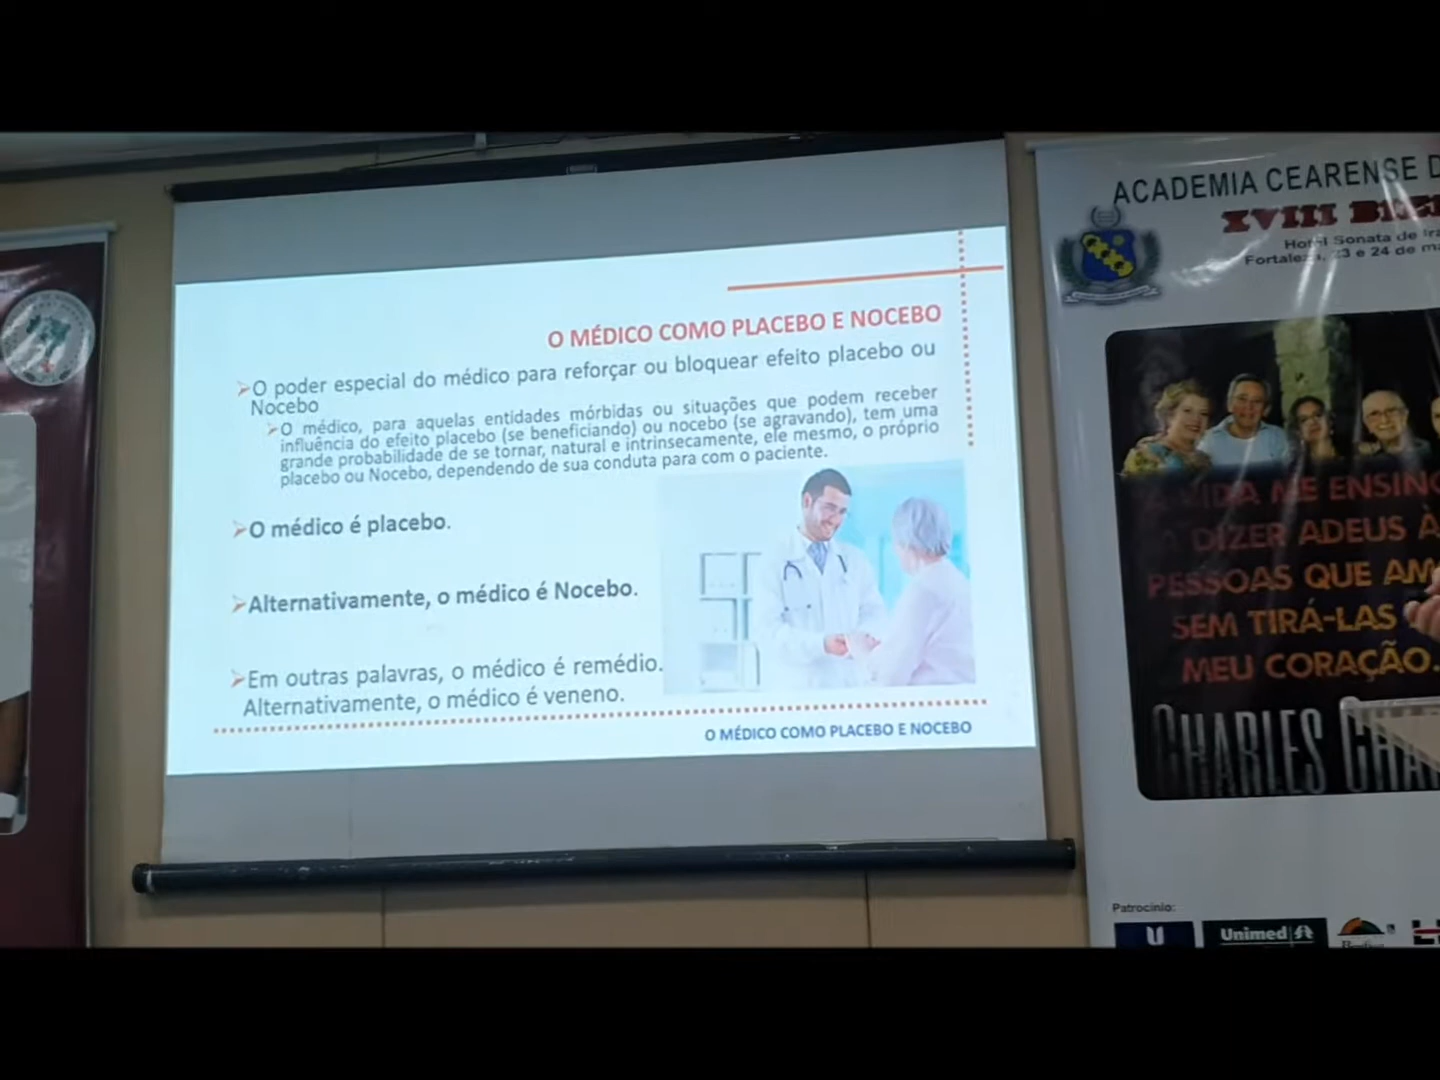 O MÉDICO COMO PLACEBO E NOCEBO
➢O poder especial do médico para reforçar ou bloquear efeito placebo ou
Nocebo
➢O médico, para aquelas entidades mórbidas ou situações que podem receber
influência do efeito placebo (se beneficiando) ou nocebo (se agravando), tem uma
grande probabilidade de se tornar, natural e intrinsecamente, ele mesmo, o próprio
placebo ou Nocebo, dependendo de sua conduta para com o paciente.
➢O médico é placebo.
➢Alternativamente, o médico é Nocebo.
➢Em outras palavras, o médico é remédio.
Alternativamente, o médico é veneno.
O MÉDICO COMO PLACEBO E NOCEBO
ACADEMIA CEARENSE
XVIII
Hotel Sonata de
Fortaleza, 23 e 24 de
A VIDA ME
DIZER ADEUS À
PESSOAS QUE
SEM TIRÁ-LAS
MEU CORAÇÃO.
CHARLES
Patrocínio:
Unimed